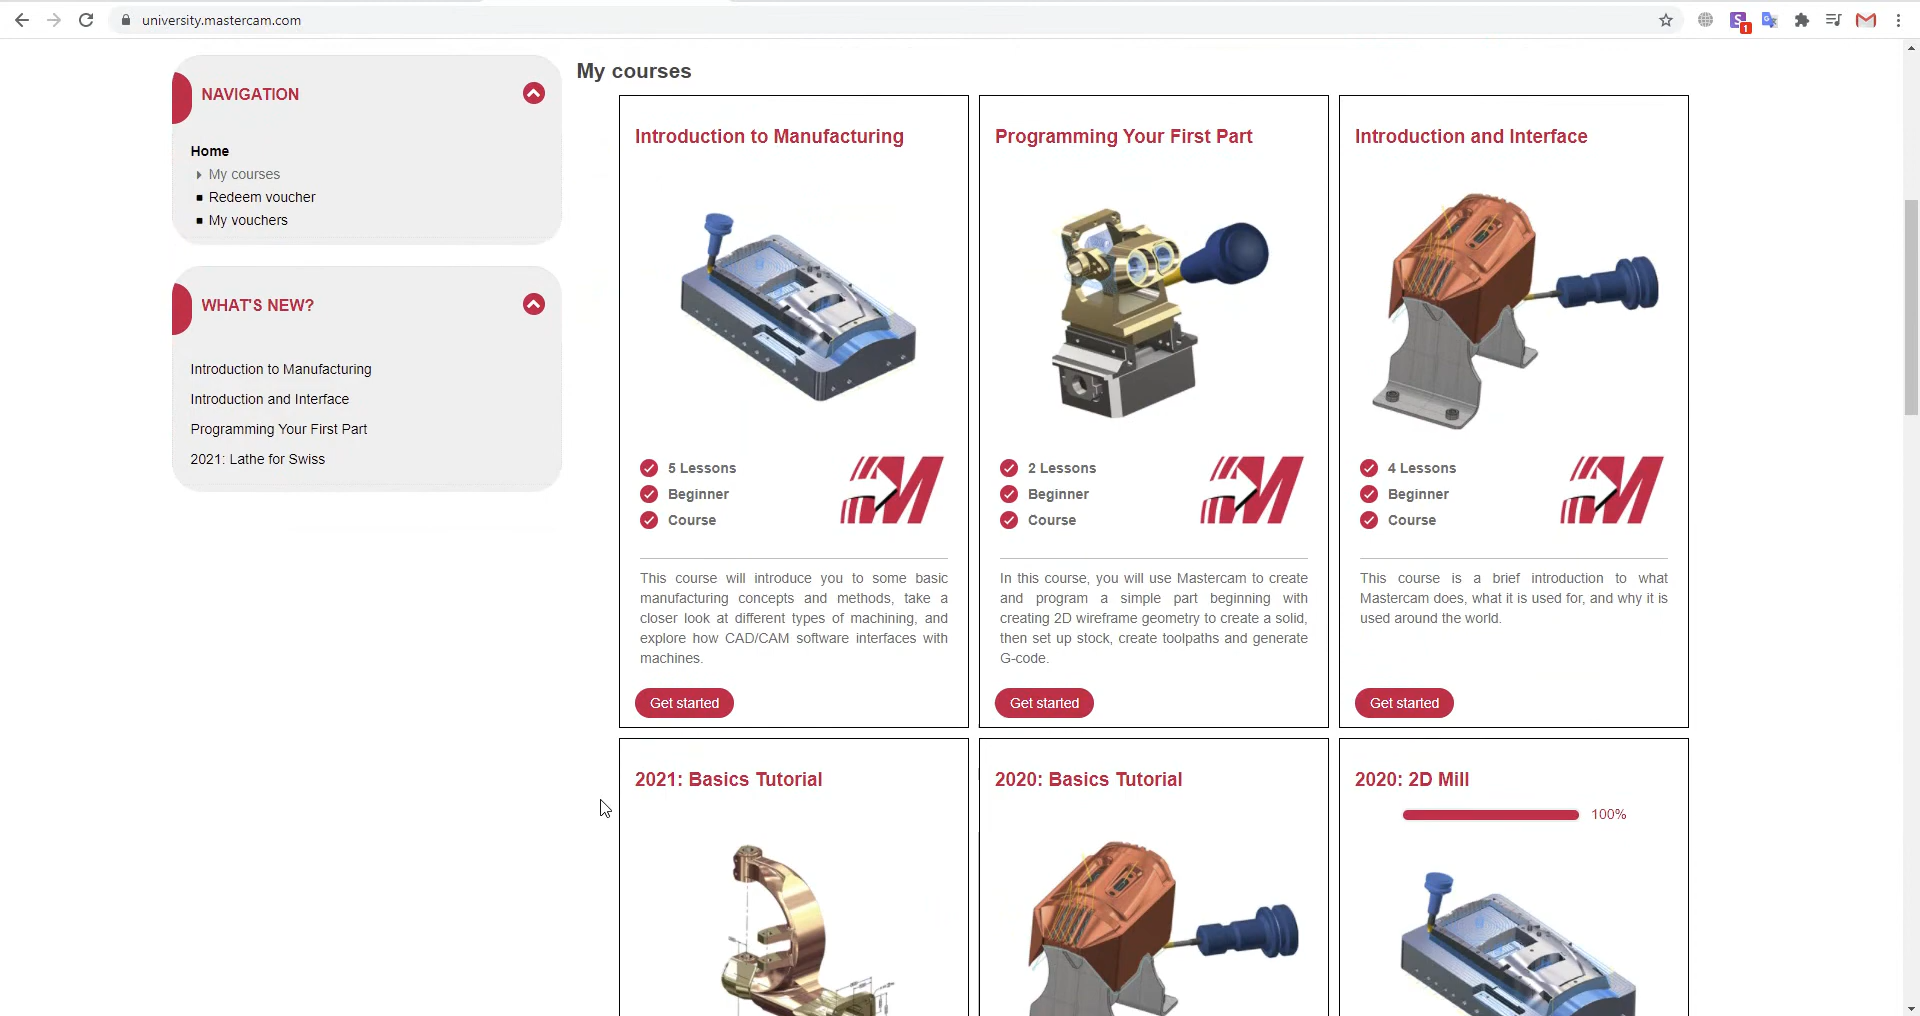 university.mastercam.com
1
NAVIGATION
Home
My courses
Redeem voucher
My vouchers
WHAT'S NEW?
Introduction to Manufacturing
Introduction and Interface
Programming Your First Part
2021: Lathe for Swiss
My courses
Introduction to Manufacturing
5 Lessons
Beginner
Course
This course will introduce you to some basic
manufacturing concepts and methods, take a
closer look at different types of machining, and
explore how CAD/CAM software interfaces with
machines.
Get started
Programming Your First Part
2 Lessons
Beginner
Course
In this course, you will use Mastercam to create
and program a simple part beginning with
creating 2D wireframe geometry to create a solid,
then set up stock, create toolpaths and generate
G-code.
Get started
Introduction and Interface
4 Lessons
Beginner
Course
This course is a brief introduction to what
Mastercam does, what it is used for, and why it is
used around the world.
Get started
2021: Basics Tutorial
2020: Basics Tutorial
2020: 2D Mill
100%